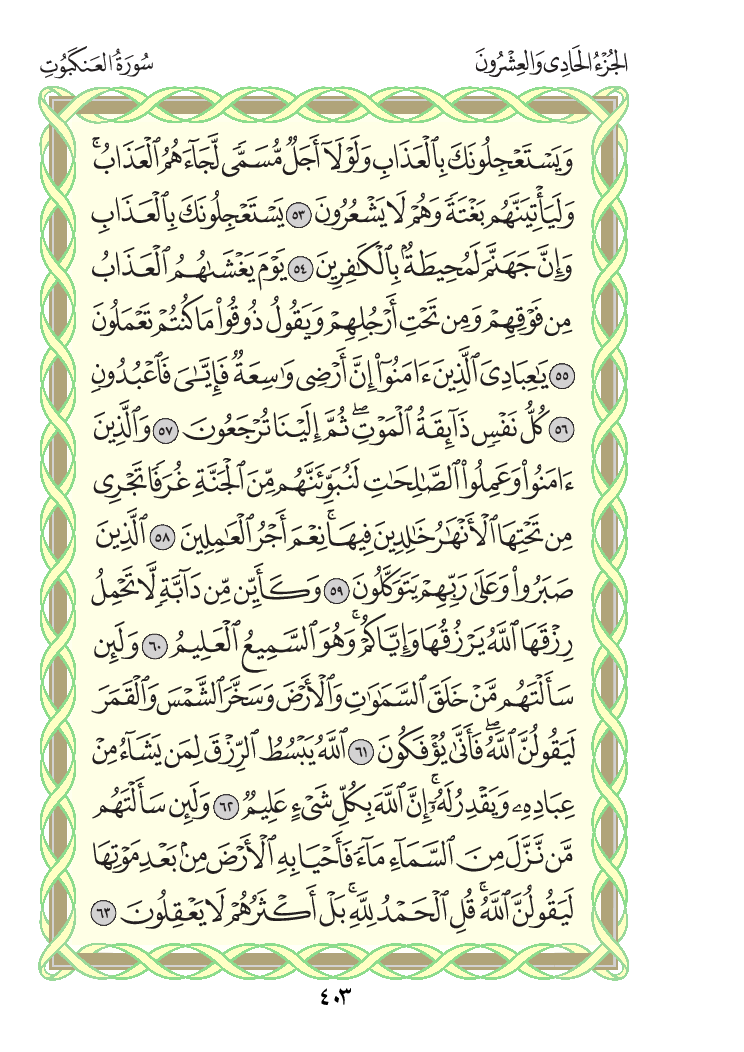 الجُزْءُ الحَادِى وَالعِشْرُونَ
سُورَةُ العَنكَبُوتِ
وَيَسْتَعْجِلُونَكَ بِٱلْعَذَابِ وَلَوْلَآ أَجَلٌ مُّسَمًّى لَّجَآءَهُمُ ٱلْعَذَابُ ۚ
وَلَيَأْتِيَنَّهُم بَغْتَةً وَهُمْ لَا يَشْعُرُونَ ٥٣ يَسْتَعْجِلُونَكَ بِٱلْعَذَابِ
وَإِنَّ جَهَنَّمَ لَمُحِيطَةٌۢ بِٱلْكَٰفِرِينَ ٥٤ يَوْمَ يَغْشَىٰهُمُ ٱلْعَذَابُ
مِن فَوْقِهِمْ وَمِن تَحْتِ أَرْجُلِهِمْ وَيَقُولُ ذُوقُوا۟ مَا كُنتُمْ تَعْمَلُونَ
٥٥ يَٰعِبَادِىَ ٱلَّذِينَ ءَامَنُوٓا۟ إِنَّ أَرْضِى وَٰسِعَةٌ فَإِيَّٰىَ فَٱعْبُدُونِ
٥٦ كُلُّ نَفْسٍ ذَآئِقَةُ ٱلْمَوْتِ ۖ ثُمَّ إِلَيْنَا تُرْجَعُونَ ٥٧ وَٱلَّذِينَ
ءَامَنُوا۟ وَعَمِلُوا۟ ٱلصَّٰلِحَٰتِ لَنُبَوِّئَنَّهُم مِّنَ ٱلْجَنَّةِ غُرَفًا تَجْرِى
مِن تَحْتِهَا ٱلْأَنْهَٰرُ خَٰلِدِينَ فِيهَا ۚ نِعْمَ أَجْرُ ٱلْعَٰمِلِينَ ٥٨ ٱلَّذِينَ
صَبَرُوا۟ وَعَلَىٰ رَبِّهِمْ يَتَوَكَّلُونَ ٥٩ وَكَأَيِّن مِّن دَآبَّةٍ لَّا تَحْمِلُ
رِزْقَهَا ٱللَّهُ يَرْزُقُهَا وَإِيَّاكُمْ ۚ وَهُوَ ٱلسَّمِيعُ ٱلْعَلِيمُ ٦٠ وَلَئِن
سَأَلْتَهُم مَّنْ خَلَقَ ٱلسَّمَٰوَٰتِ وَٱلْأَرْضَ وَسَخَّرَ ٱلشَّمْسَ وَٱلْقَمَرَ
لَيَقُولُنَّ ٱللَّهُ ۖ فَأَنَّىٰ يُؤْفَكُونَ ٦١ ٱللَّهُ يَبْسُطُ ٱلرِّزْقَ لِمَن يَشَآءُ مِنْ
عِبَادِهِۦ وَيَقْدِرُ لَهُۥٓ ۚ إِنَّ ٱللَّهَ بِكُلِّ شَىْءٍ عَلِيمٌ ٦٢ وَلَئِن سَأَلْتَهُم
مَّن نَّزَّلَ مِنَ ٱلسَّمَآءِ مَآءً فَأَحْيَا بِهِ ٱلْأَرْضَ مِنۢ بَعْدِ مَوْتِهَا
لَيَقُولُنَّ ٱللَّهُ ۚ قُلِ ٱلْحَمْدُ لِلَّهِ ۚ بَلْ أَكْثَرُهُمْ لَا يَعْقِلُونَ ٦٣
٤٠٣